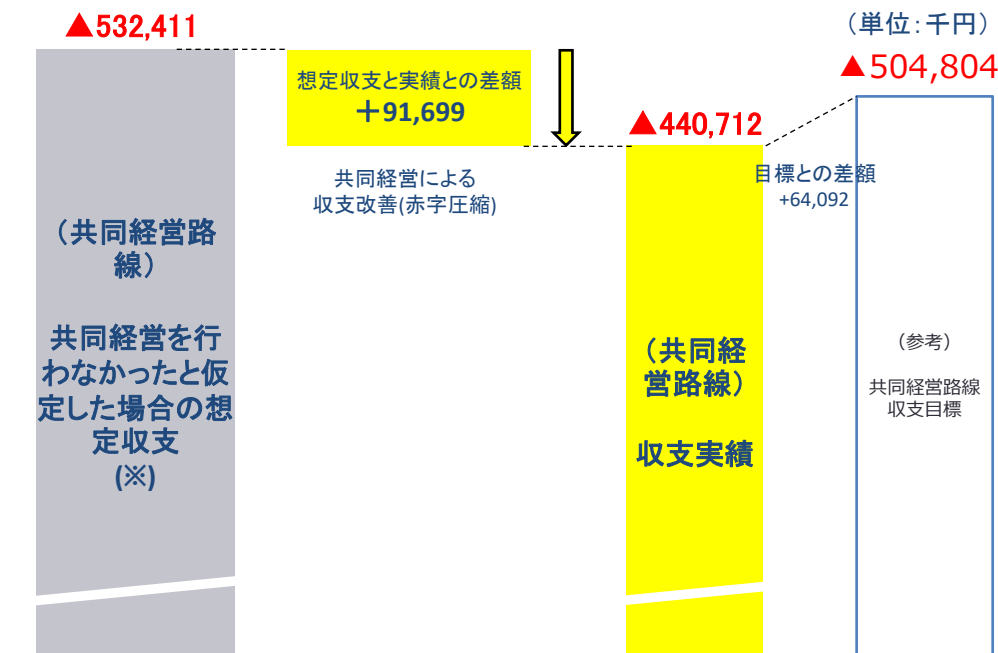 ▲532,411
(単位:千円)
▲504,804
想定収支と実績との差額
＋91,699
▲440,712
共同経営による
収支改善(赤字圧縮)
目標との差額
+64,092
（共同経営路
線）
共同経営を行
わなかったと仮
定した場合の想
定収支
(※)
（共同経
営路線）
収支実績
（参考）
共同経営路線
収支目標